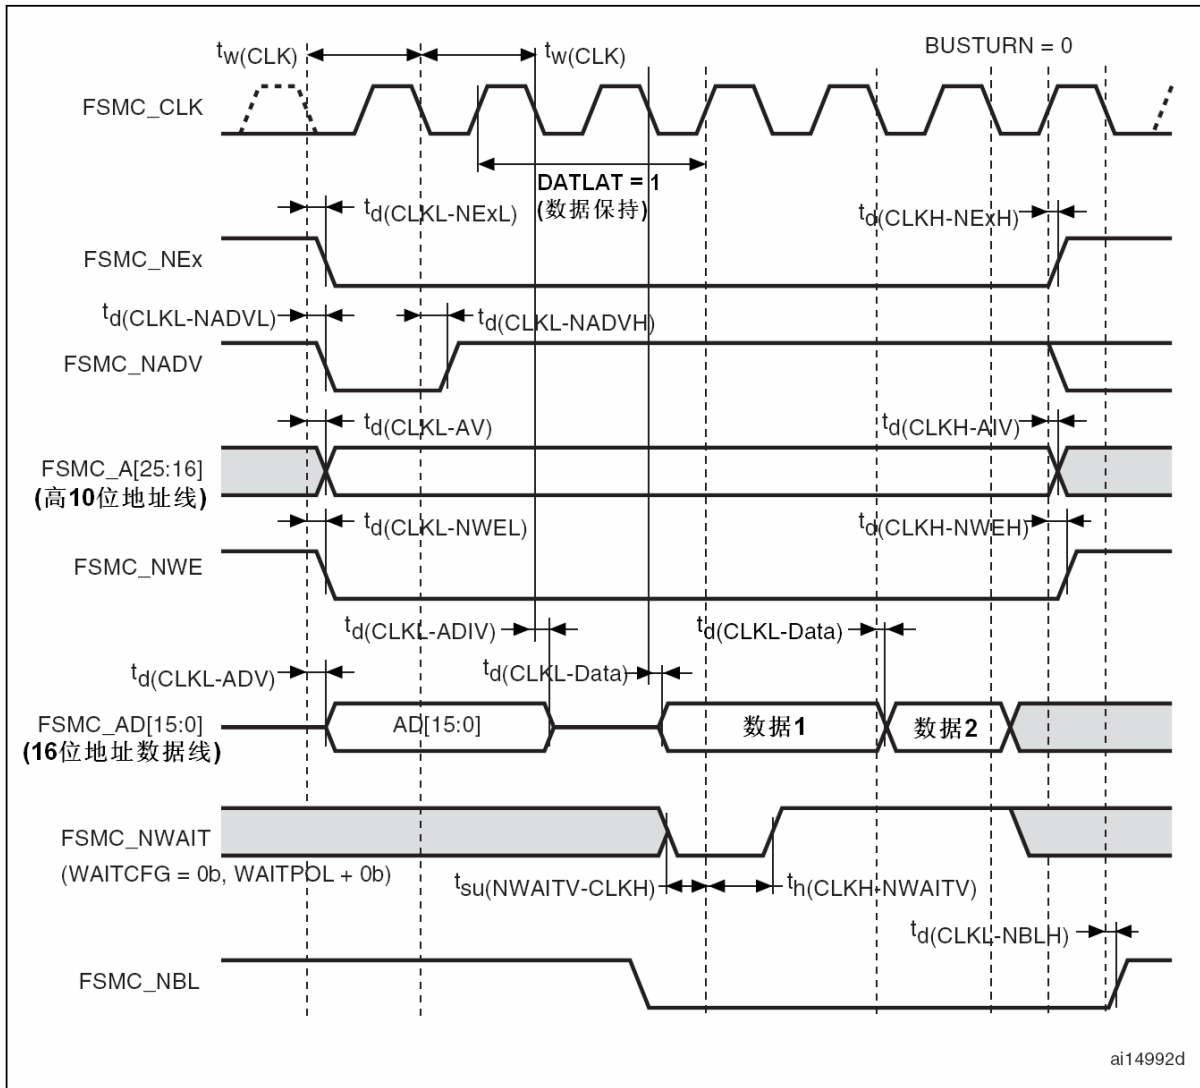 tw(CLK)
tw(CLK)
BUSTURN = 0
FSMC_CLK
DATLAT = 1
(数据保持)
td(CLKL-NExL)
td(CLKH-NExH)
FSMC_NEx
td(CLKL-NADVL)
td(CLKL-NADVH)
FSMC_NADV
td(CLKL-AV)
td(CLKH-AIV)
FSMC_A[25:16]
(高10位地址线)
td(CLKL-NWEL)
td(CLKH-NWEH)
FSMC_NWE
td(CLKL-ADIV)
td(CLKL-Data)
td(CLKL-ADV)
td(CLKL-Data)
FSMC_AD[15:0]
AD[15:0]
数据1
数据2
(16位地址数据线)
FSMC_NWAIT
(WAITCFG = 0b, WAITPOL + 0b)
tsu(NWAITV-CLKH)
th(CLKH-NWAITV)
td(CLKL-NBLH)
FSMC_NBL
ai14992d